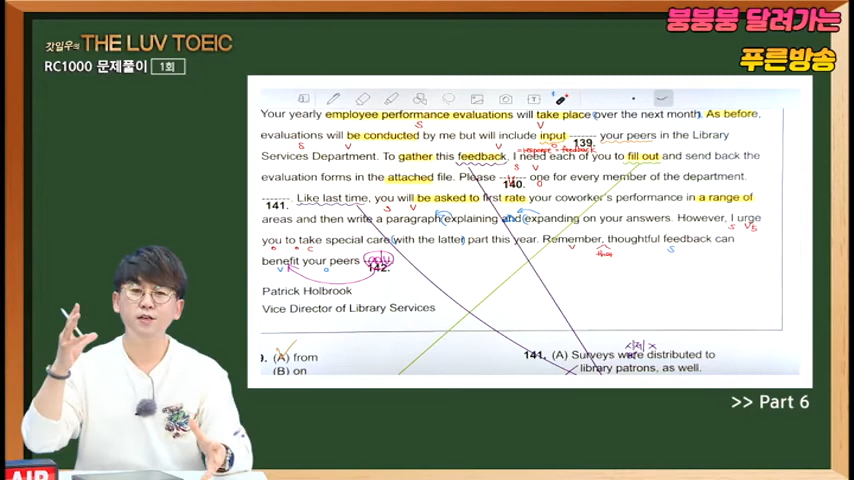 붕붕붕 달려가는
푸른방송
갓일우의 THE LUV TOEIC
RC1000 문제풀이 1회
Your yearly employee performance evaluations will take place over the next month. As before,
S V
evaluations will be conducted by me but will include input ------- your peers in the Library
139.
S V V O = response = feedback
Services Department. To gather this feedback, I need each of you to fill out and send back the
S V
evaluation forms in the attached file. Please ------- one for every member of the department.
140.
O
------- Like last time, you will be asked to first rate your coworker's performance in a range of
141.
S V
areas and then write a paragraph explaining and expanding on your answers. However, I urge
S V
you to take special care with the latter part this year. Remember, thoughtful feedback can
O O C V that S
benefit your peers
142.
V O
Patrick Holbrook
Vice Director of Library Services
9. (A) from
(B) on
141. (A) Surveys were distributed to
library patrons, as well.
>> Part 6
AIR